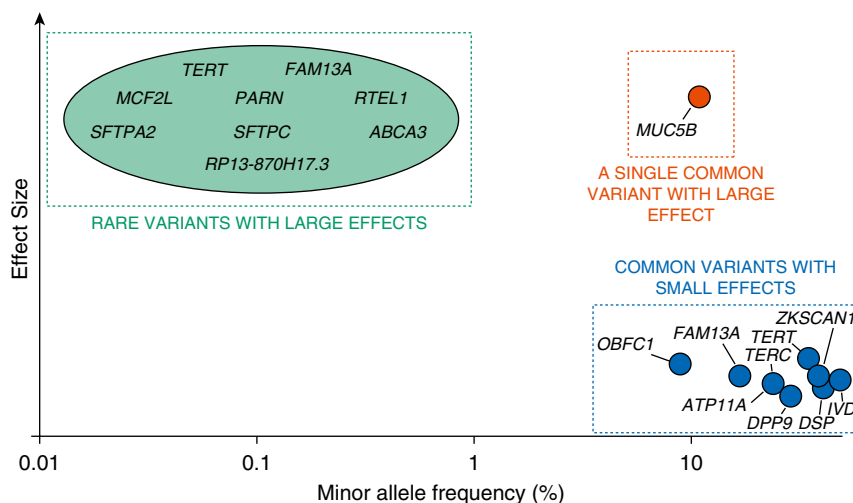 Effect Size
TERT FAM13A
MCF2L PARN RTEL1
SFTPA2 SFTPC ABCA3
RP13-870H17.3
RARE VARIANTS WITH LARGE EFFECTS
MUC5B
A SINGLE COMMON
VARIANT WITH LARGE
EFFECT
COMMON VARIANTS WITH
SMALL EFFECTS
ZKSCAN1
OBFC1 FAM13A TERT
TERC
ATP11A
DPP9 DSP IVD
0.01 0.1 1 10
Minor allele frequency (%)